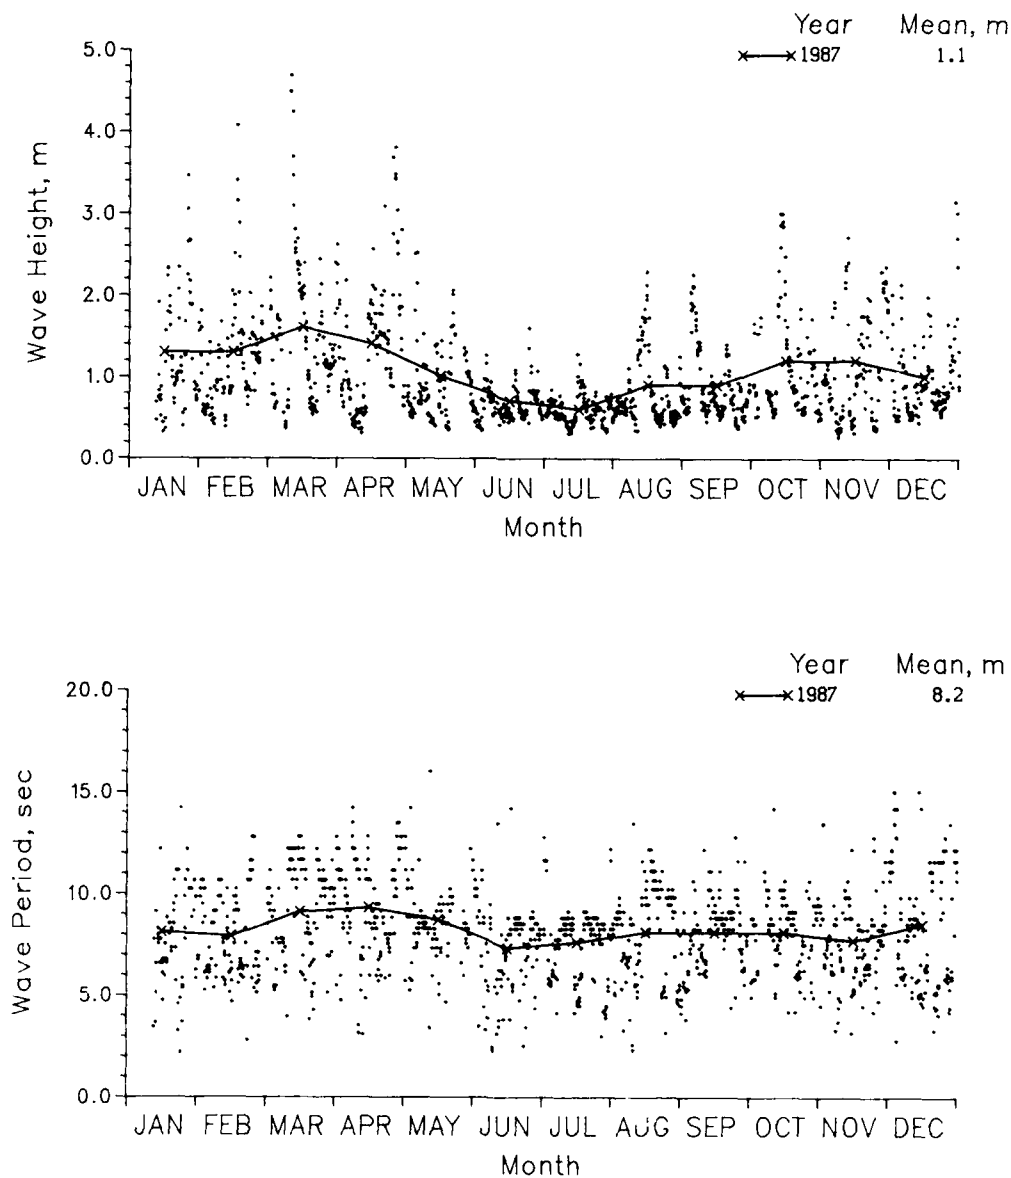 Year Mean, m
1987 1.1
5.0
4.0
3.0
2.0
1.0
0.0
Wave Height, m
JAN FEB MAR APR MAY JUN JUL AUG SEP OCT NOV DEC
Month
Year Mean, m
1987 8.2
20.0
15.0
10.0
5.0
0.0
Wave Period, sec
JAN FEB MAR APR MAY JUN JUL AUG SEP OCT NOV DEC
Month